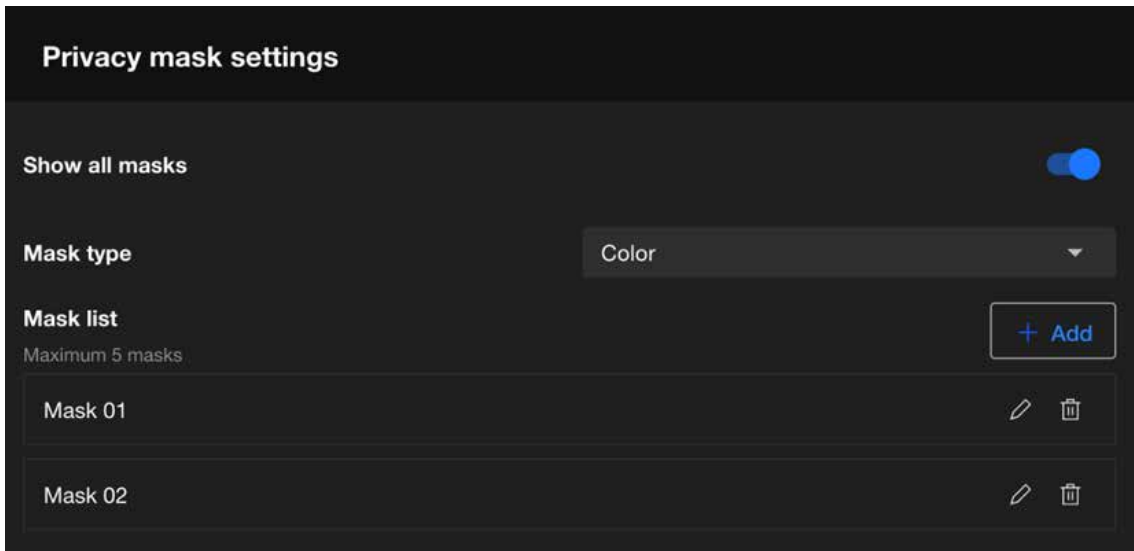 Privacy mask settings
Show all masks
Mask type
Color
Mask list
+ Add
Maximum 5 masks
Mask 01
Mask 02